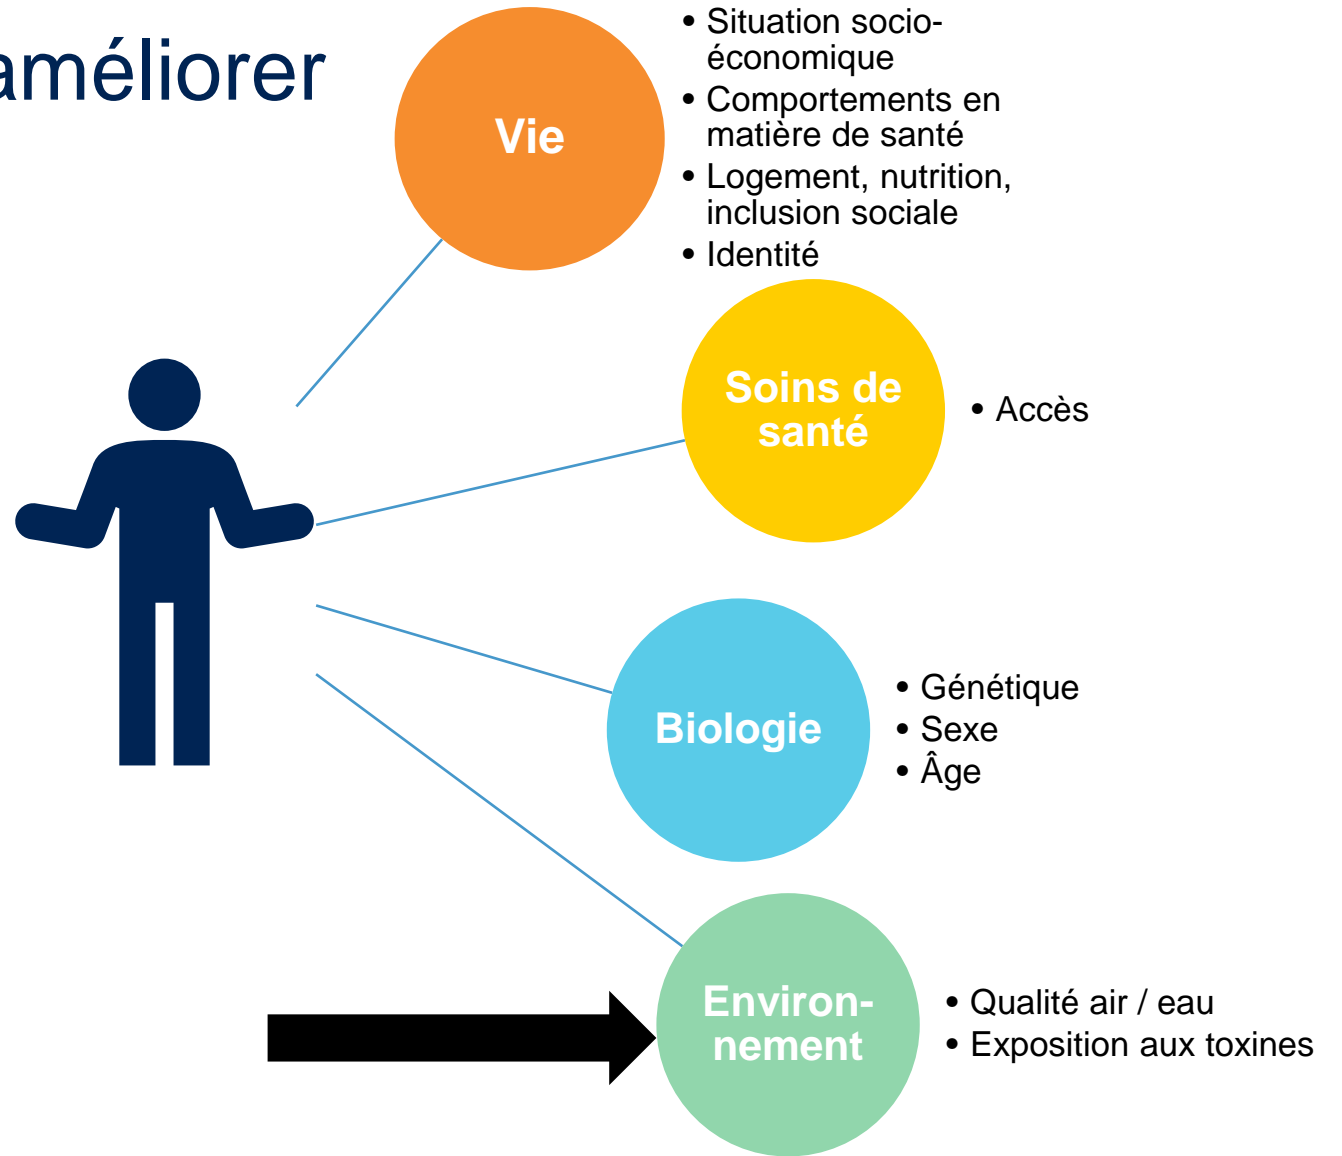 améliorer
Vie
• Situation socio-
économique
• Comportements en
matière de santé
• Logement, nutrition,
inclusion sociale
• Identité
Soins de
santé
• Accès
Biologie
• Génétique
• Sexe
• Âge
Environ-
nement
• Qualité air / eau
• Exposition aux toxines